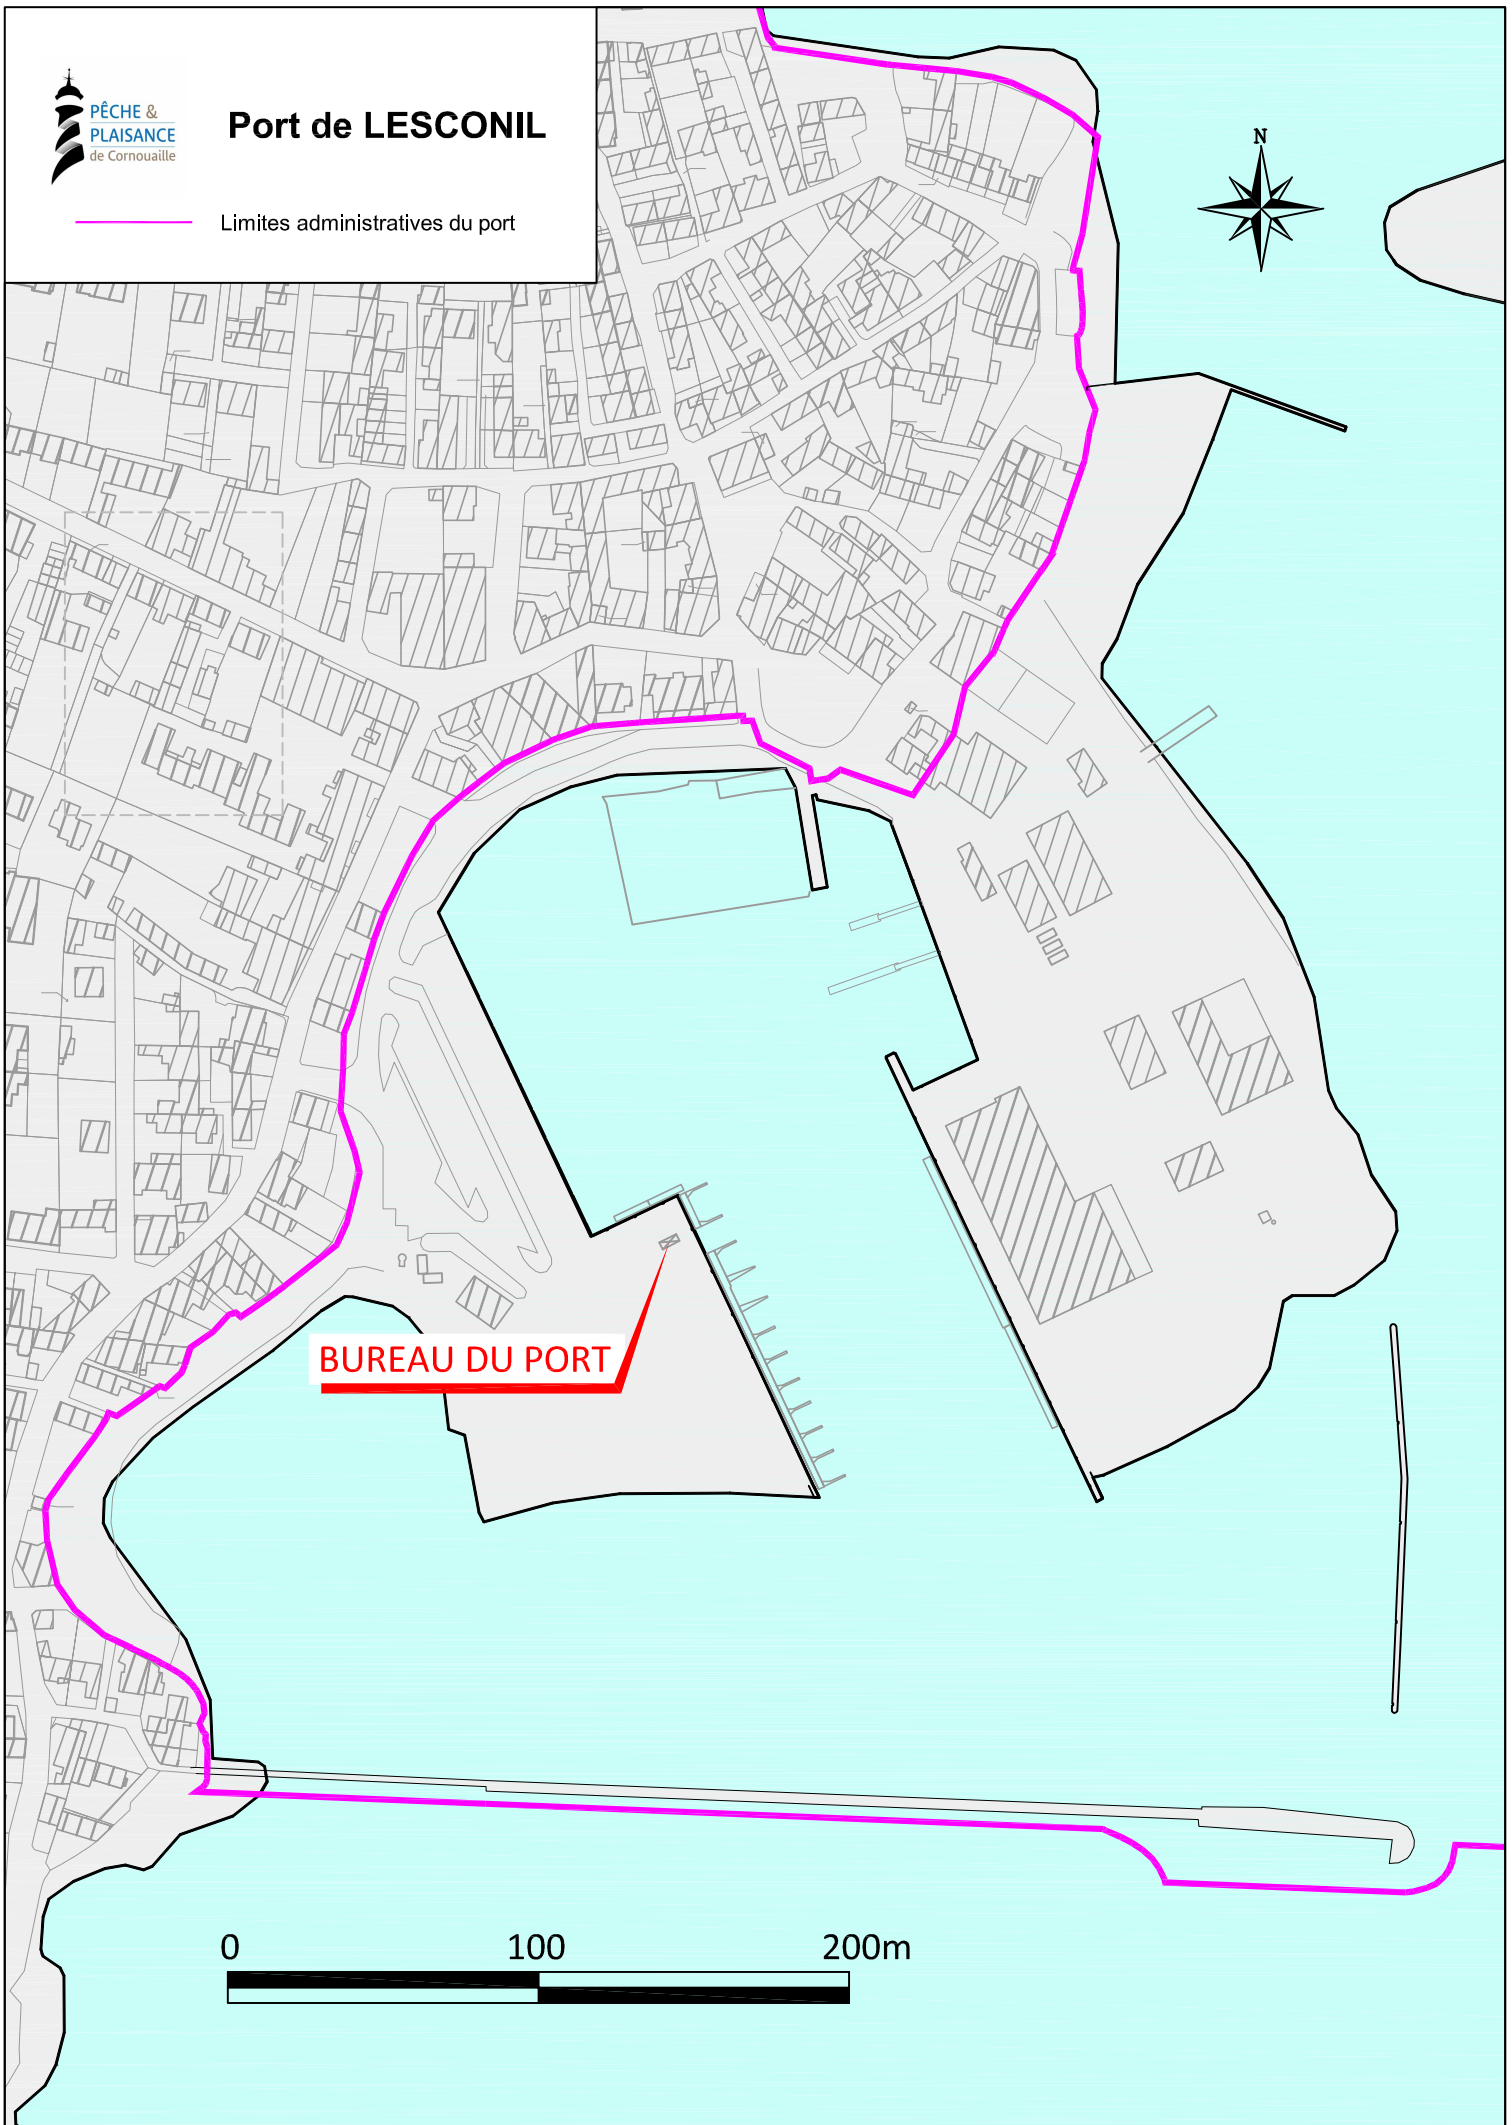 PÊCHE &
PLAISANCE
de Cornouaille
Port de LESCONIL
Limites administratives du port
N
BUREAU DU PORT
0 100 200m